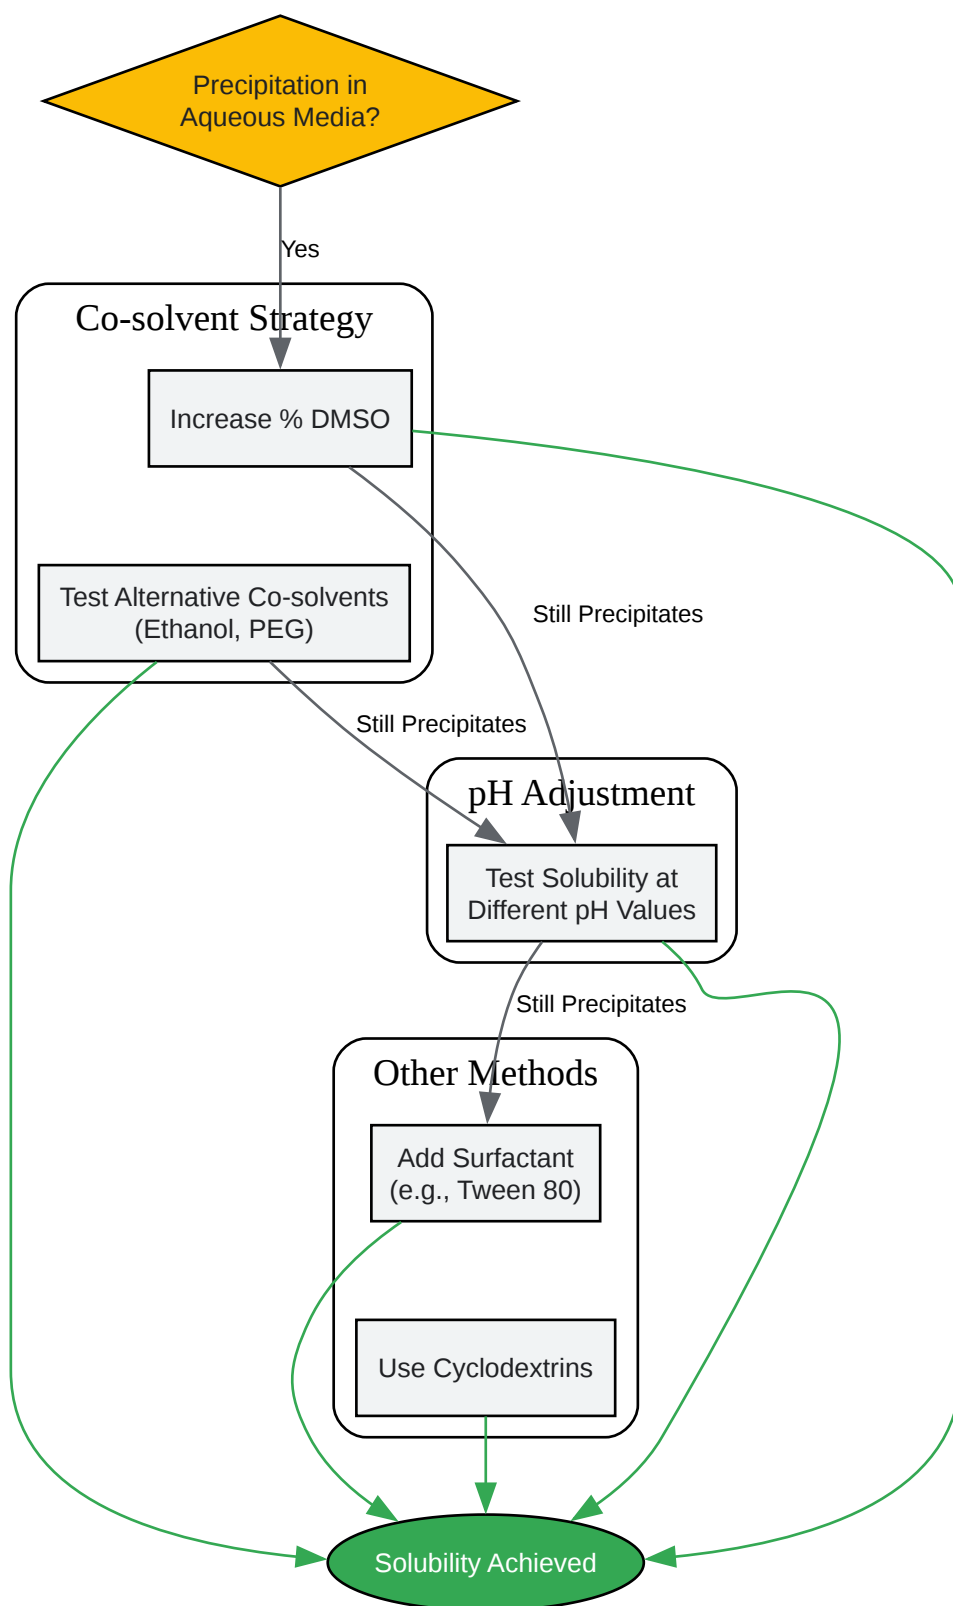 Precipitation in
Aqueous Media?
Yes
Co-solvent Strategy
Increase % DMSO
Test Alternative Co-solvents
(Ethanol, PEG)
Still Precipitates
Still Precipitates
pH Adjustment
Test Solubility at
Different pH Values
Still Precipitates
Other Methods
Add Surfactant
(e.g., Tween 80)
Use Cyclodextrins
Solubility Achieved